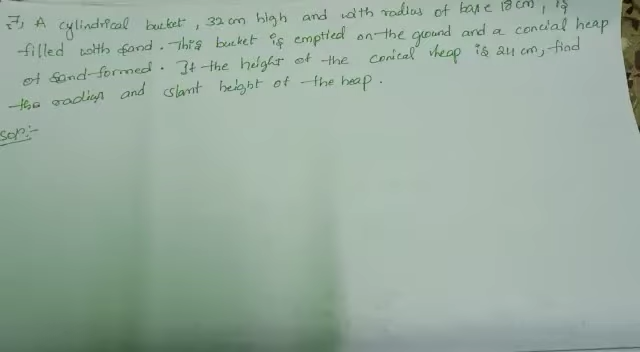 7, A cylindrical bucket, 32 cm high and with radius of base 18 cm, is
filled with sand. This bucket is emptied on the ground and a conical heap
of sand formed. If the height of the conical heap is 24 cm, find
the radius and slant height of the heap.
Sol:-